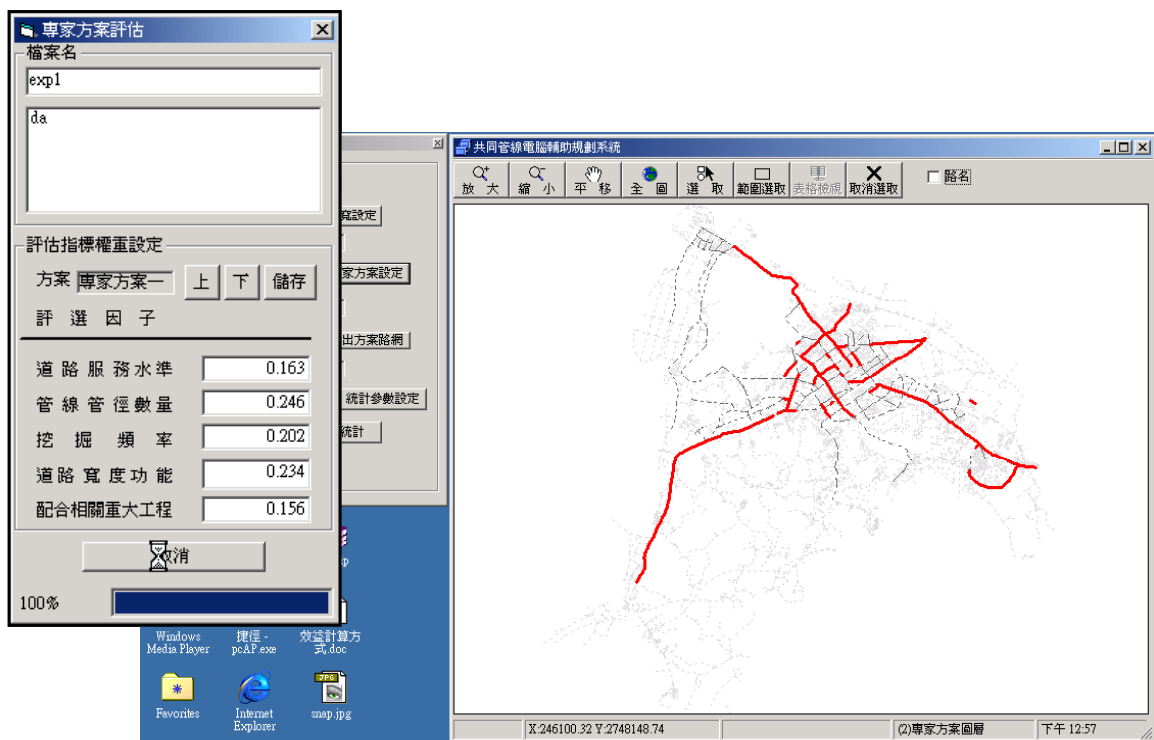 專家方案評估
檔案名
exp1
da
評估指標權重設定
方案 專家方案一 上 下 儲存
評 選 因 子
道路服務水準 0.163
管線管徑數量 0.246
挖 掘 頻 率 0.202
道路寬度功能 0.234
配合相關重大工程 0.156
取消
100%
寬設定
家方案設定
出方案路網
統計參數設定
統計
共同管線電腦輔助規劃系統
放 大 縮 小 平 移 全 圖 選 取 範圍選取 表格檢視 取消選取 路名
X:246100.32 Y:2748148.74 (2)專家方案圖層 下午 12:57
Windows
Media Player
捷徑 -
pcAP.exe
效益計算方
式.doc
Favorites
Internet
Explorer
JPG
snap.jpg